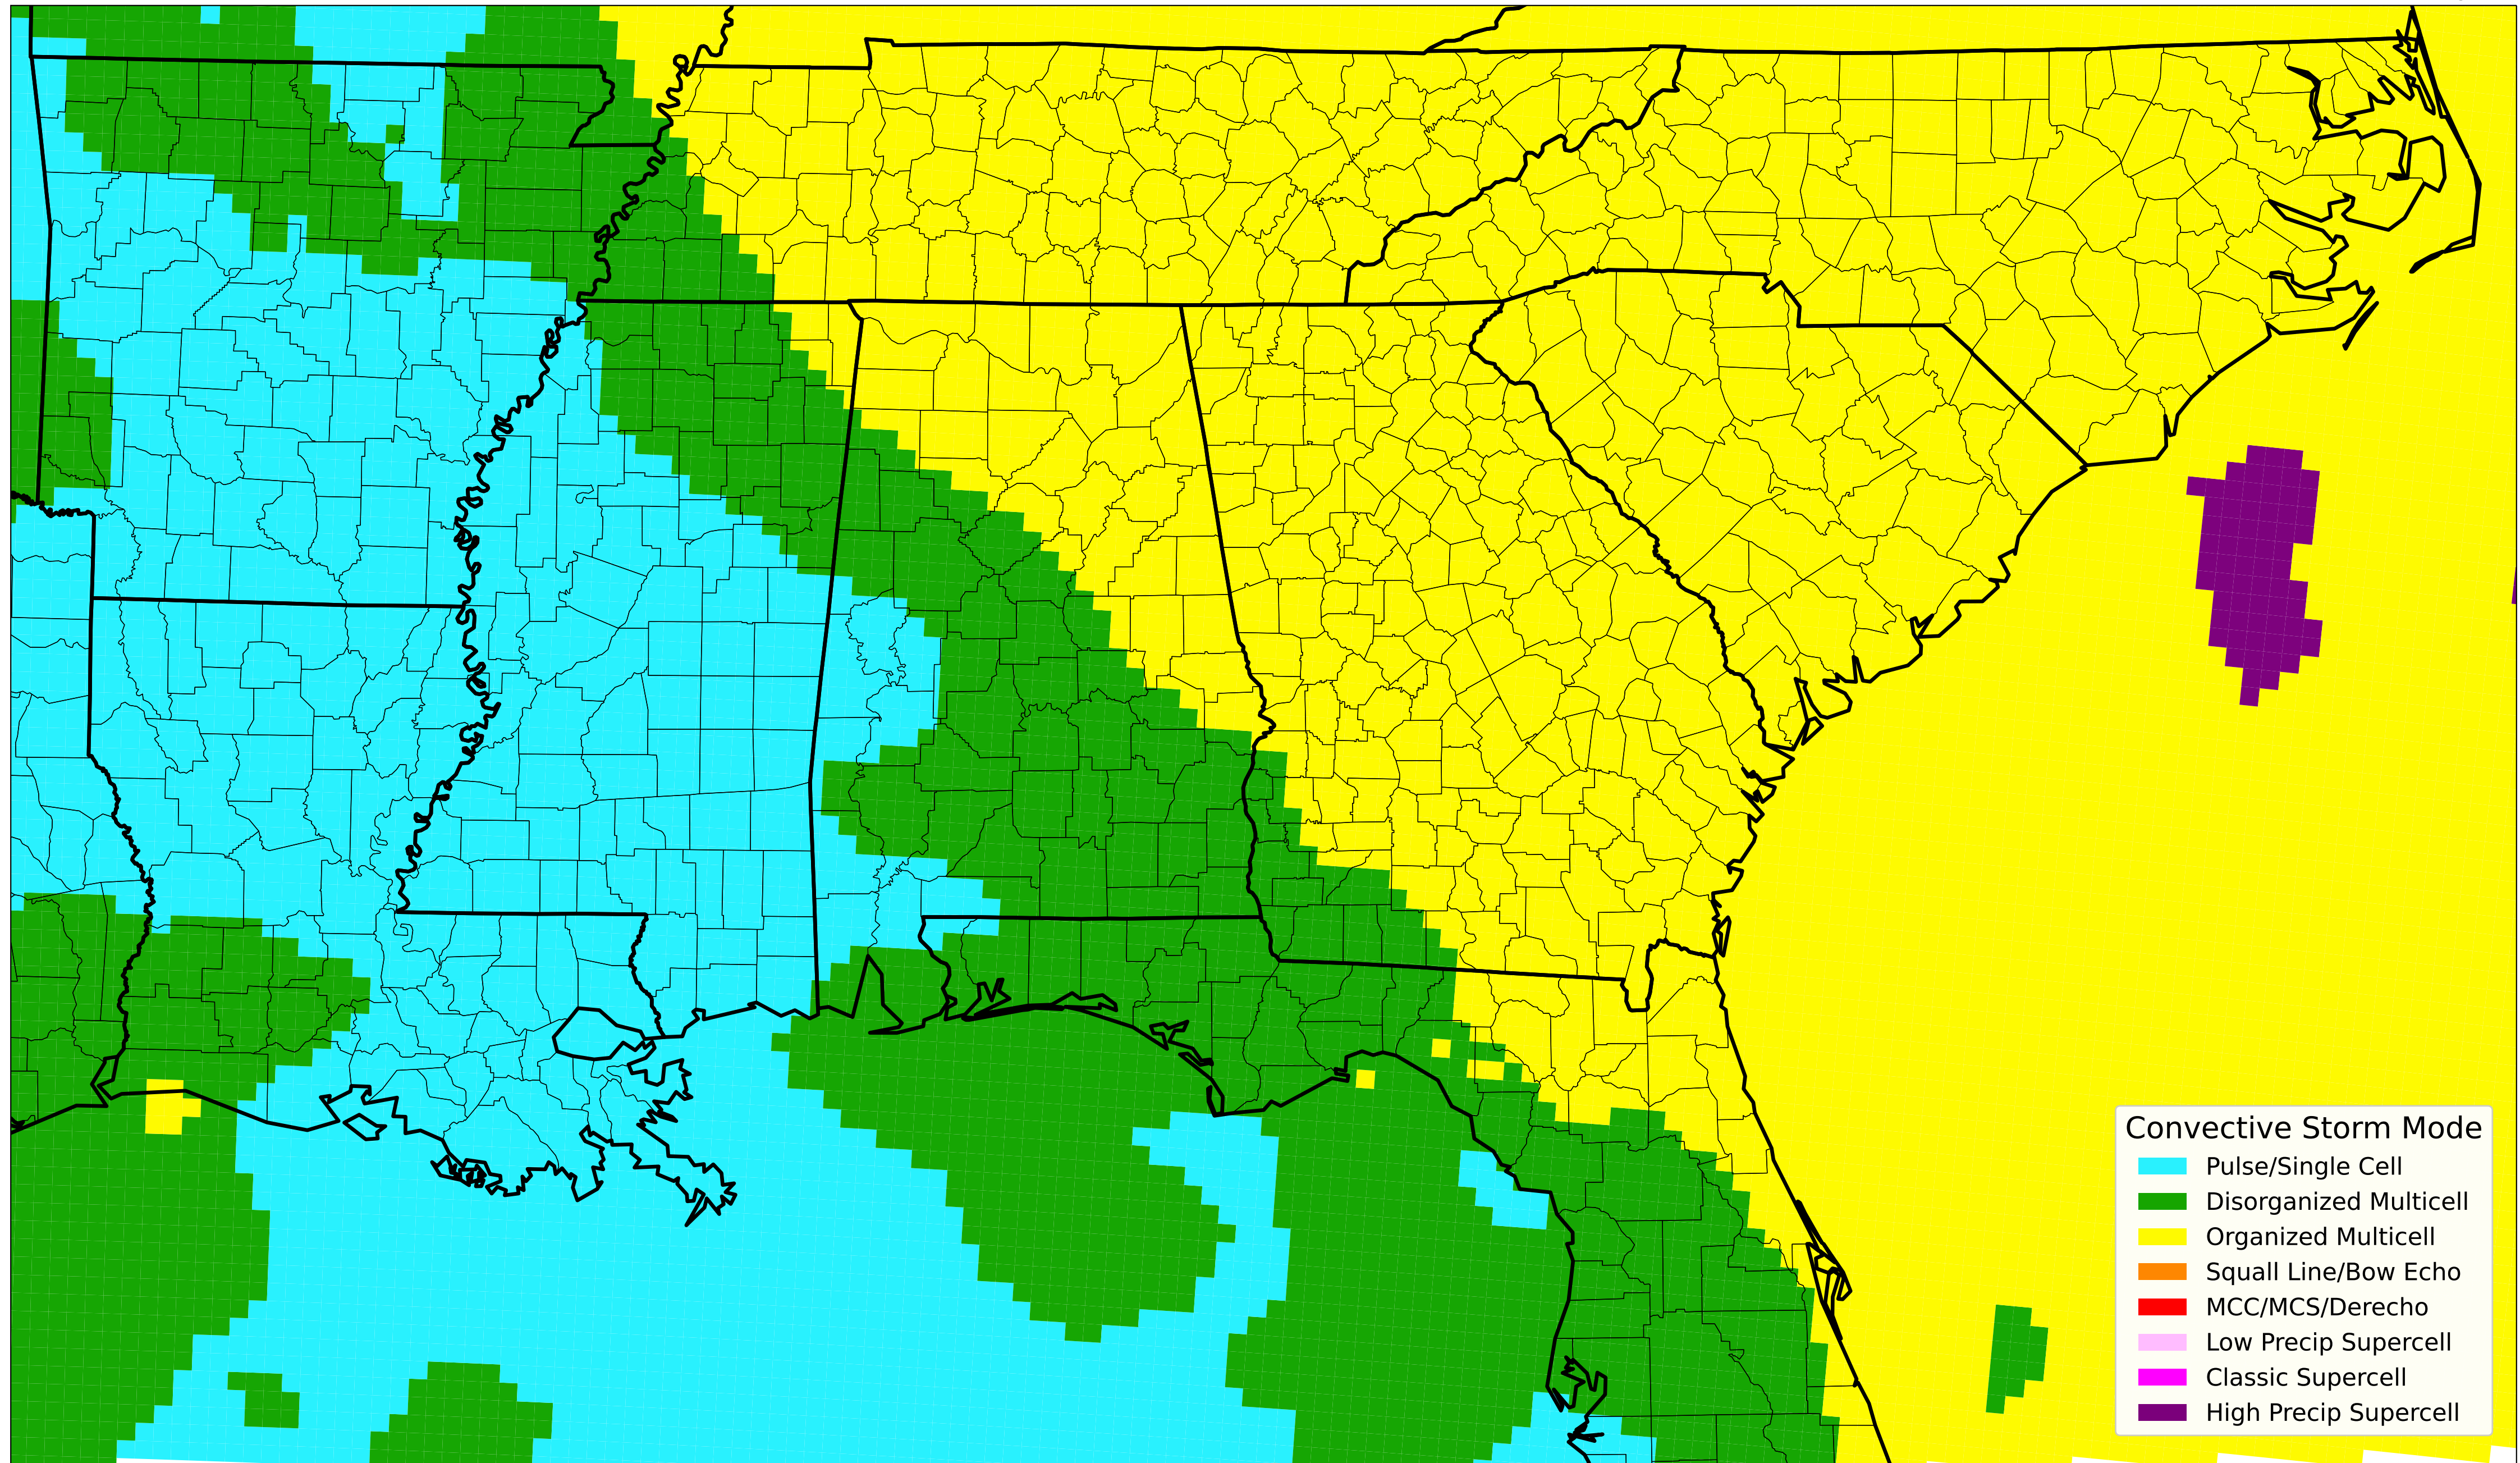 Convective Storm Mode
Pulse/Single Cell
Disorganized Multicell
Organized Multicell
Squall Line/Bow Echo
MCC/MCS/Derecho
Low Precip Supercell
Classic Supercell
High Precip Supercell